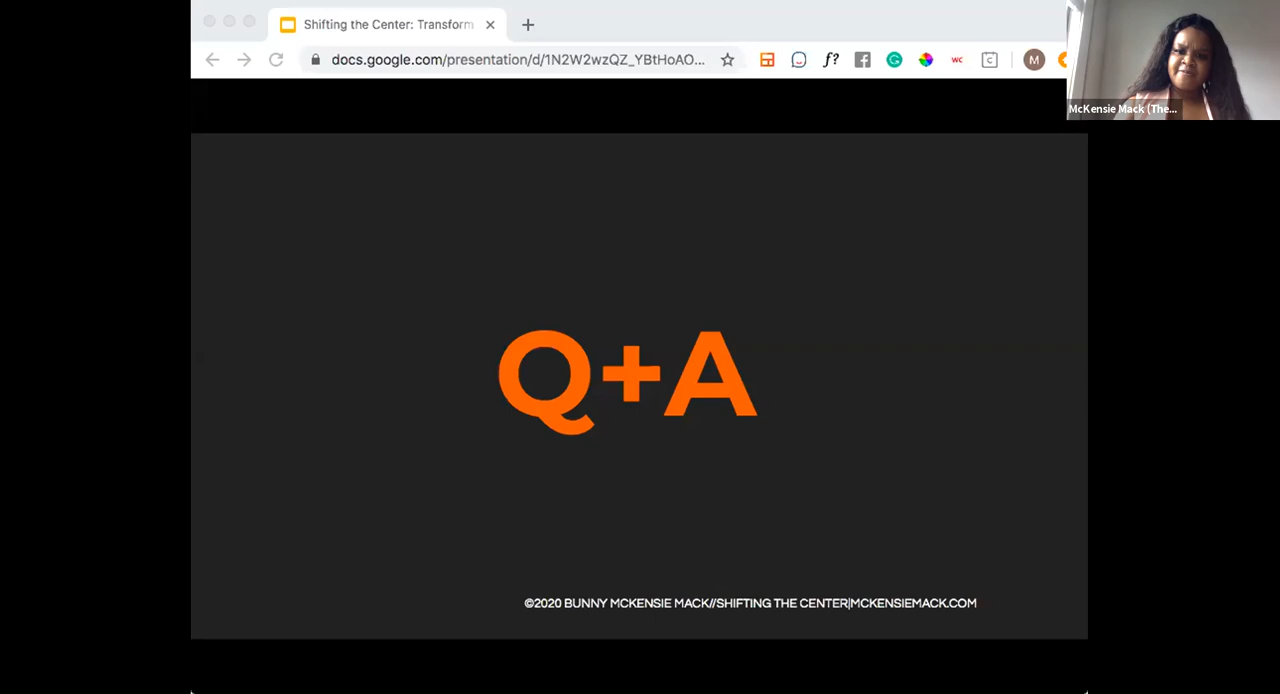 Shifting the Center: Transform
docs.google.com/presentation/d/1N2W2wzQZ_YBtHoAO...
f?
WC
C
M
McKensie Mack (The...
Q+A
©2020 BUNNY MCKENSIE MACK//SHIFTING THE CENTER|MCKENSIEMACK.COM